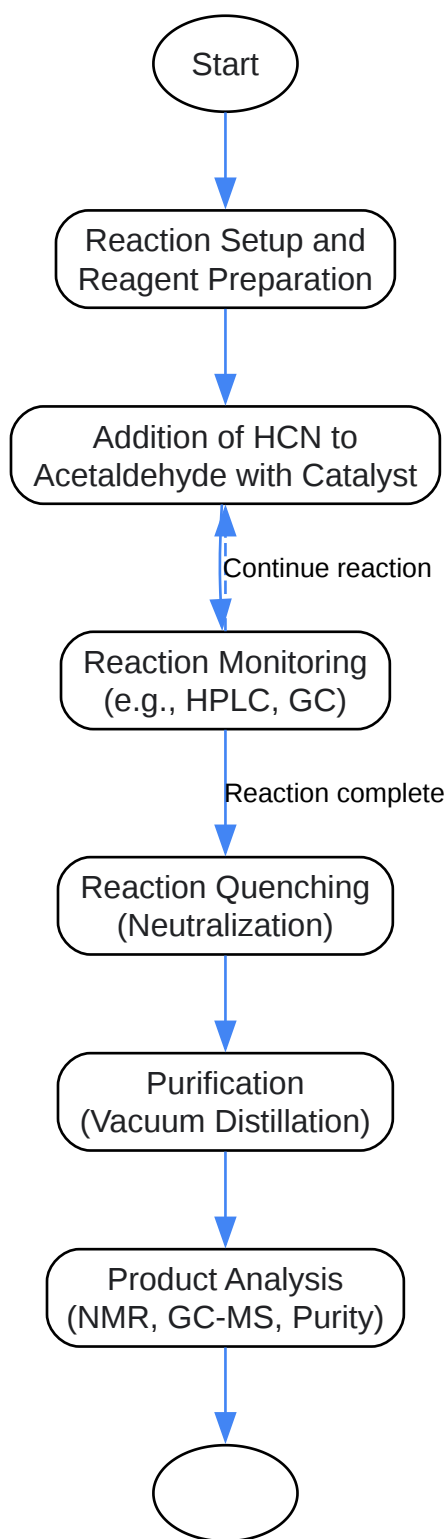 Start
Reaction Setup and
Reagent Preparation
Addition of HCN to
Acetaldehyde with Catalyst
Continue reaction
Reaction Monitoring
(e.g., HPLC, GC)
Reaction complete
Reaction Quenching
(Neutralization)
Purification
(Vacuum Distillation)
Product Analysis
(NMR, GC-MS, Purity)